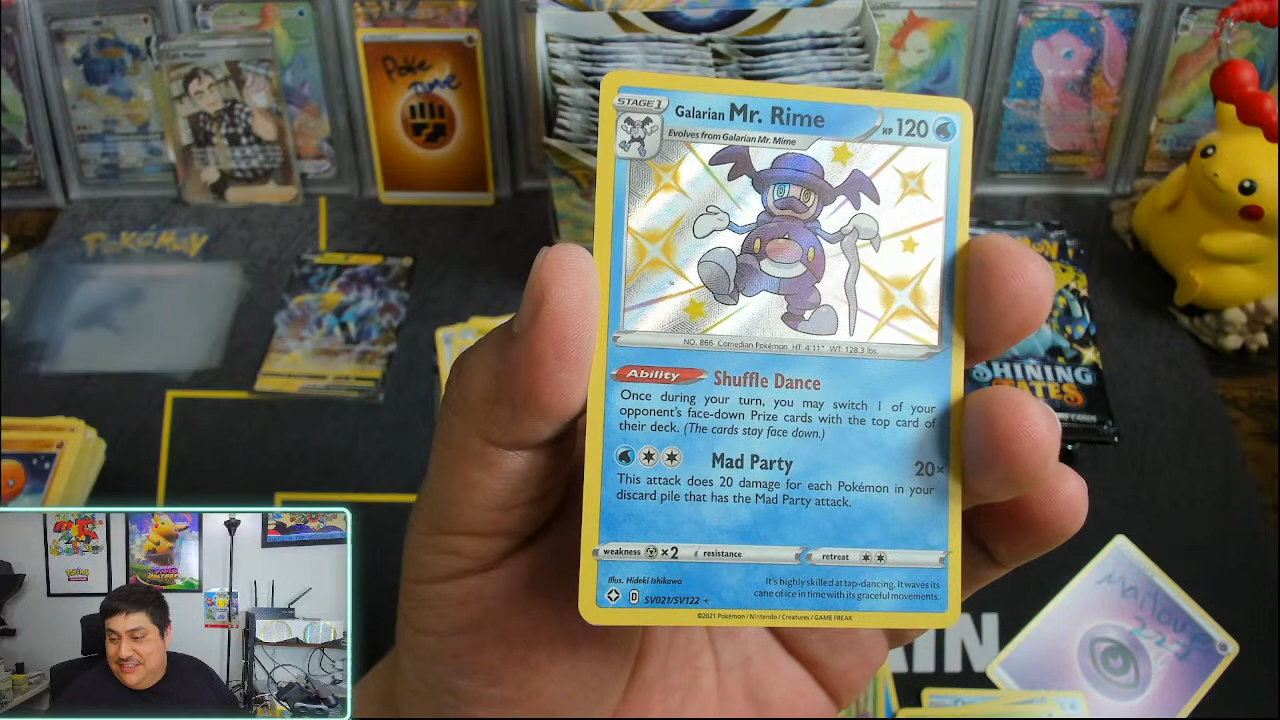 Poke
Time
POKÉMON
STAGE 1
Galarian Mr. Rime
HP 120
Evolves from Galarian Mr. Mime
NO. 866 Comedian Pokémon HT: 4'11" WT: 128.3 lbs.
Ability Shuffle Dance
Once during your turn, you may switch 1 of your
opponent's face-down Prize cards with the top card of
their deck. (The cards stay face down.)
Mad Party 20×
This attack does 20 damage for each Pokémon in your
discard pile that has the Mad Party attack.
weakness ×2 resistance retreat
Illus. Hideki Ishikawa
It's highly skilled at tap-dancing. It waves its
cane of ice in time with its graceful movements.
D SV021/SV122
©2021 Pokémon / Nintendo / Creatures / GAME FREAK
SHINING
FATES